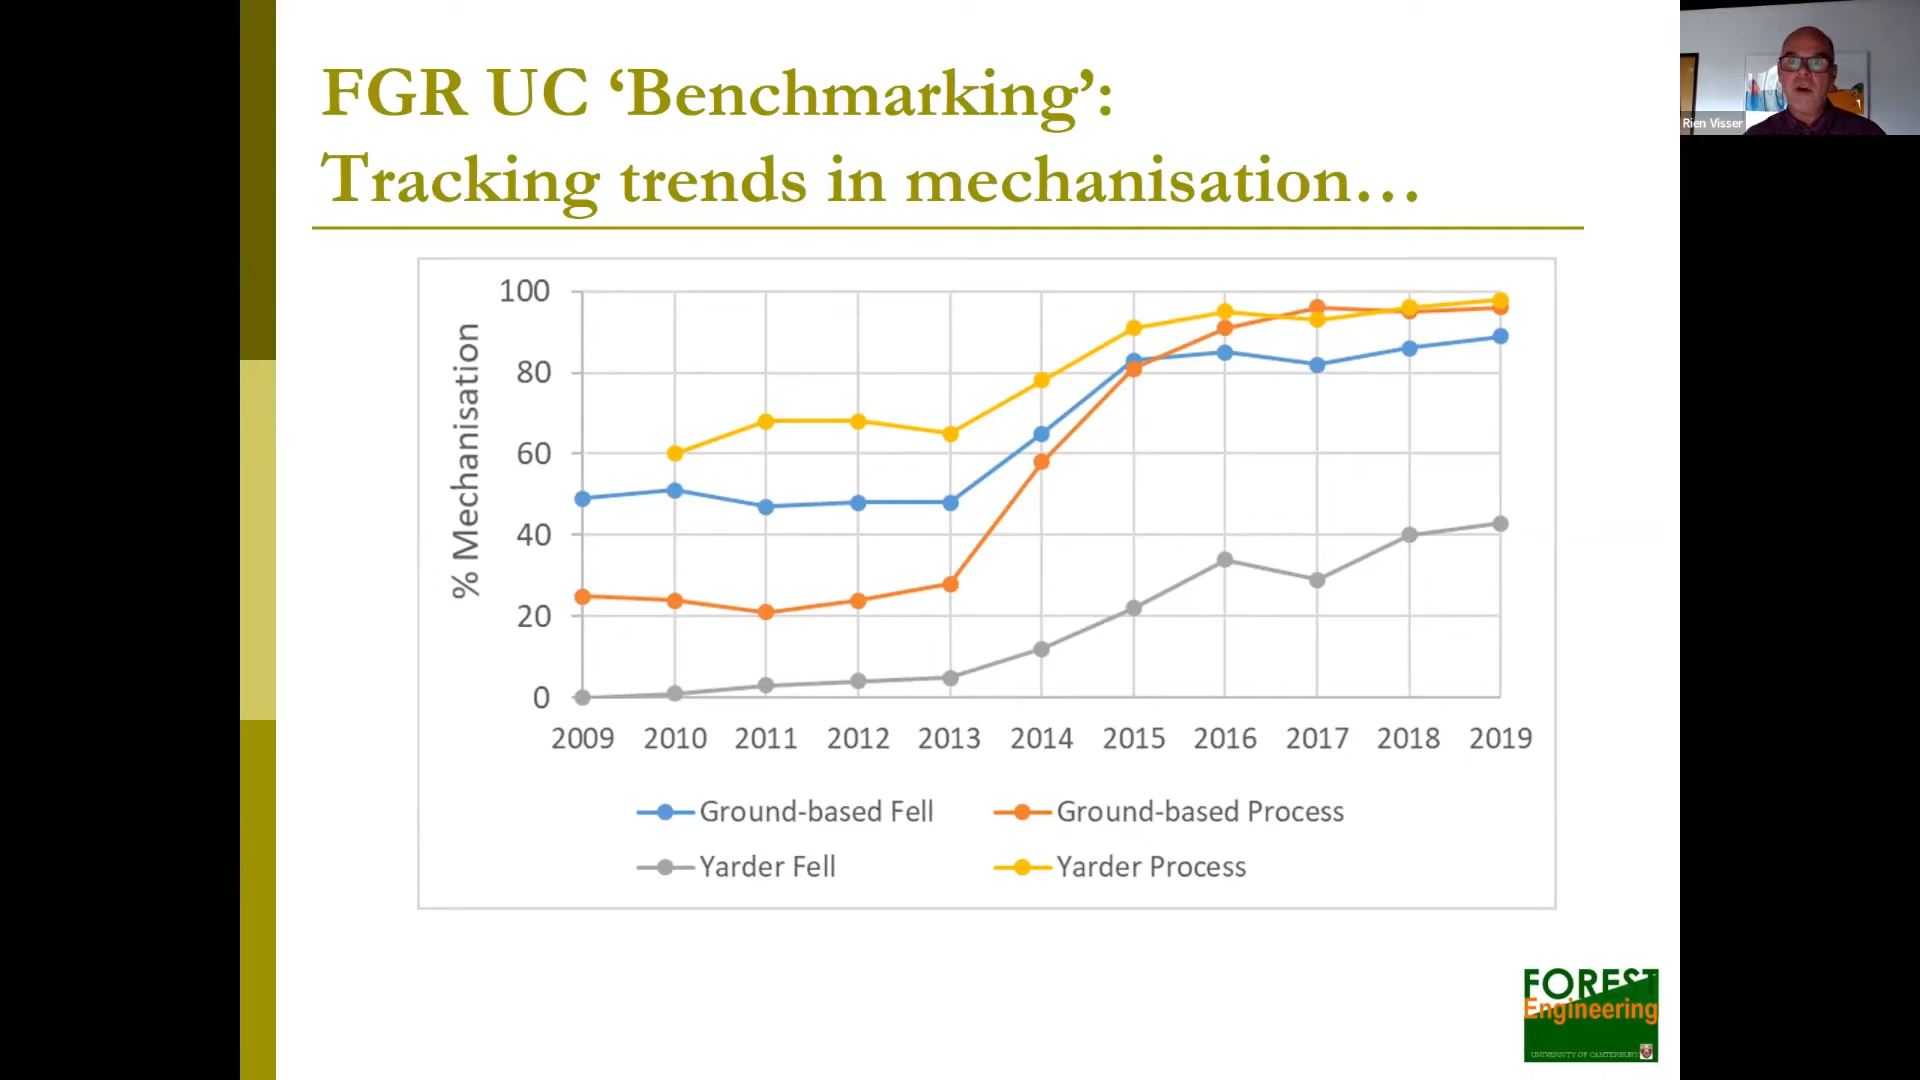 FGR UC ‘Benchmarking’:
Tracking trends in mechanisation…
Rien Visser
% Mechanisation
100
80
60
40
20
0
2009 2010 2011 2012 2013 2014 2015 2016 2017 2018 2019
Ground-based Fell Ground-based Process
Yarder Fell Yarder Process
FOREST
Engineering
UNIVERSITY OF CANTERBURY